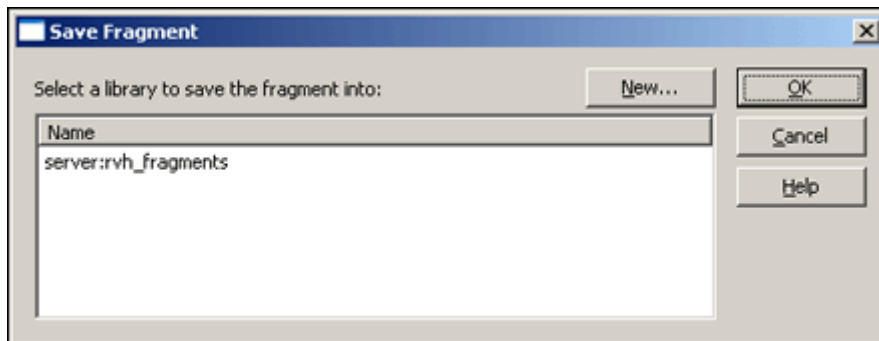 Save Fragment
Select a library to save the fragment into:
New...
OK
Name
Cancel
server:rvh_fragments
Help